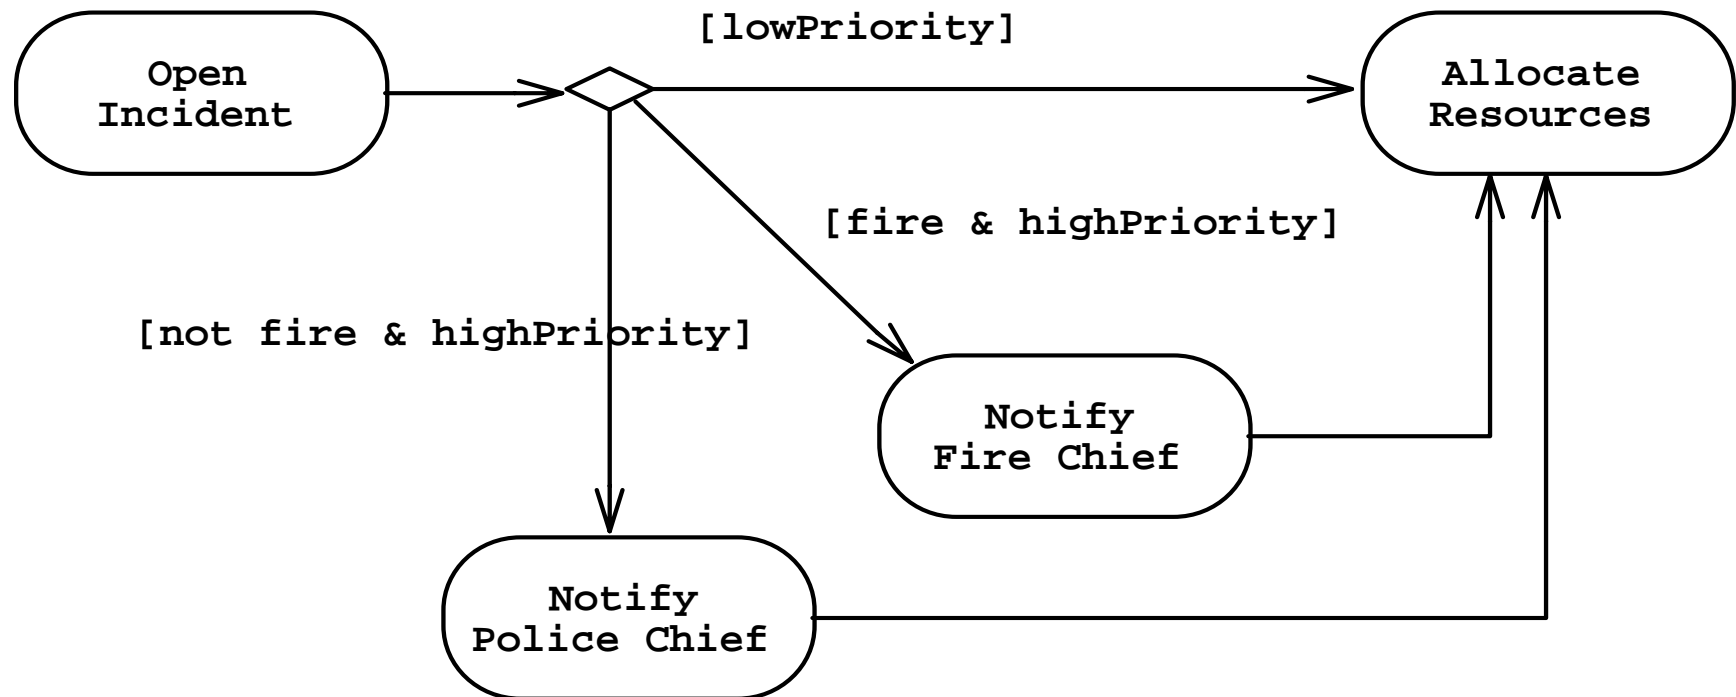 [lowPriority]
Open
Incident
Allocate
Resources
[fire & highPriority]
[not fire & highPriority]
Notify
Fire Chief
Notify
Police Chief